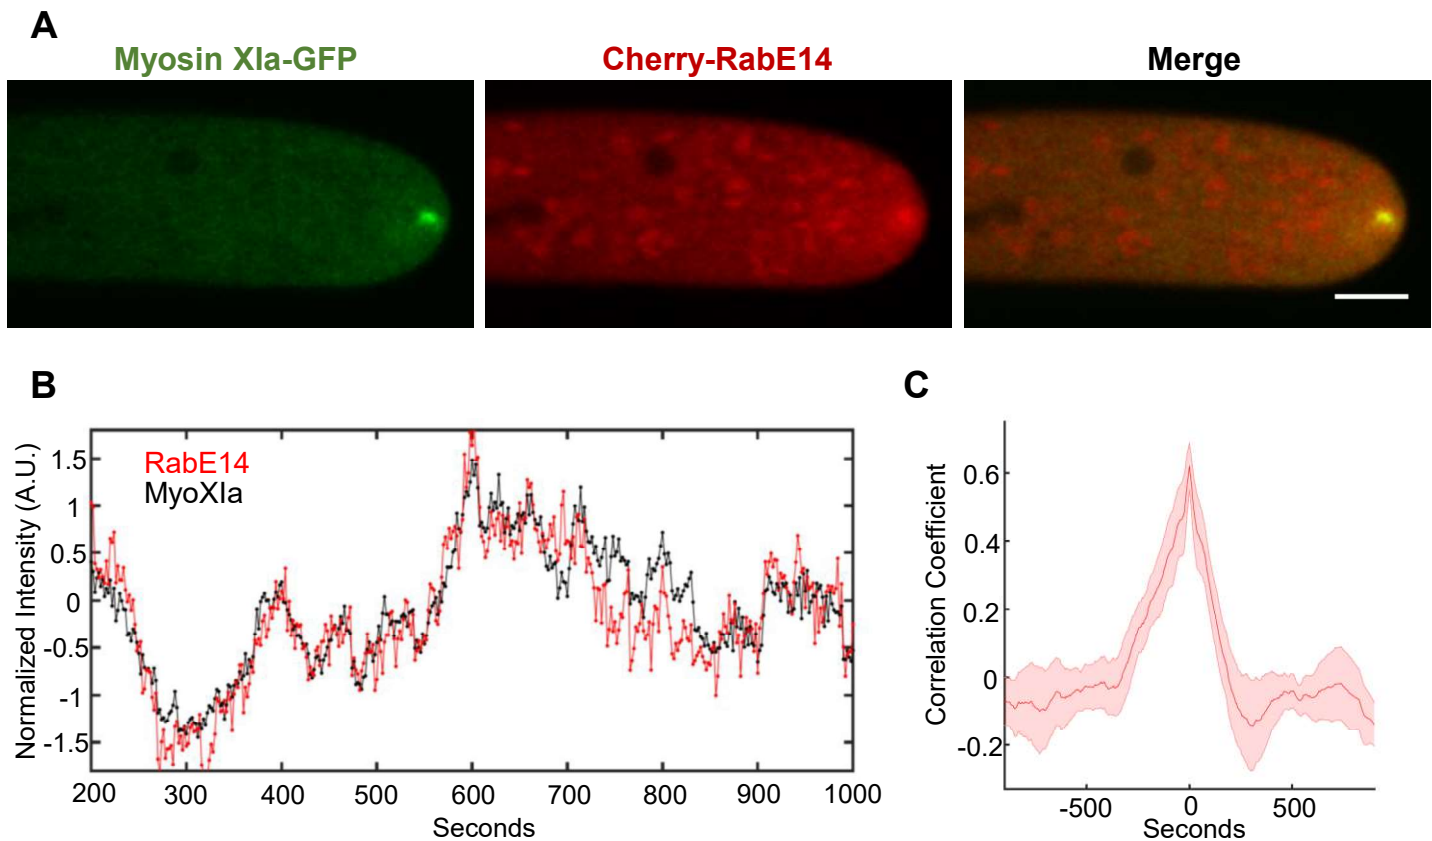 A
Myosin XIa-GFP
Cherry-RabE14
Merge
B
Normalized Intensity (A.U.)
1.5
1
0.5
0
-0.5
-1
-1.5
RabE14
MyoXIa
200 300 400 500 600 700 800 900 1000
Seconds
C
Correlation Coefficient
0.6
0.4
0.2
0
-0.2
-500 0 500
Seconds